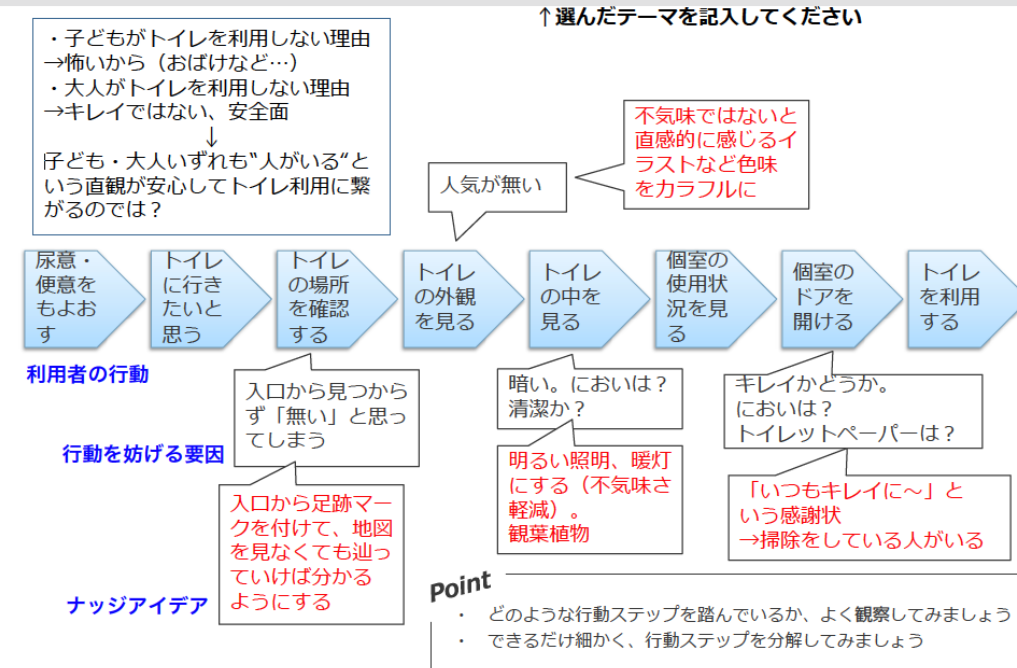 ↑選んだテーマを記入してください
・子どもがトイレを利用しない理由
→怖いから（おばけなど…）
・大人がトイレを利用しない理由
→キレイではない、安全面
↓
子ども・大人いずれも“人がいる“と
いう直観が安心してトイレ利用に繋
がるのでは？
不気味ではないと
直感的に感じるイ
ラストなど色味
をカラフルに
人気が無い
尿意・
便意を
もよお
す
トイレ
に行き
たいと
思う
トイレ
の場所
を確認
する
トイレ
の外観
を見る
トイレ
の中を
見る
個室の
使用状
況を見
る
個室の
ドアを
開ける
トイレ
を利用
する
利用者の行動
入口から見つから
ず「無い」と思っ
てしまう
暗い。においは？
清潔か？
キレイかどうか。
においは？
トイレットペーパーは？
行動を妨げる要因
入口から足跡マー
クを付けて、地図
を見なくても辿っ
ていけば分かる
ようにする
明るい照明、暖灯
にする（不気味さ
軽減）。
観葉植物
「いつもキレイに～」と
いう感謝状
→掃除をしている人がいる
ナッジアイデア
Point
・ どのような行動ステップを踏んでいるか、よく観察してみましょう
・ できるだけ細かく、行動ステップを分解してみましょう